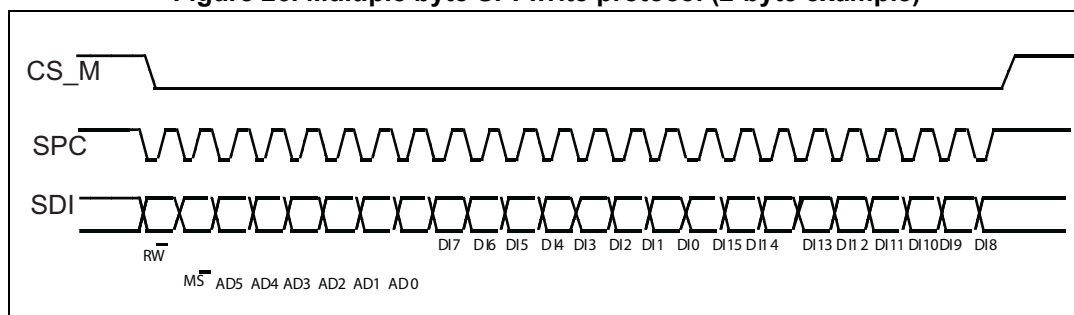 Figure 26. Multiple byte SPI write protocol (2-byte example)
CS_M
SPC
SDI
RW
DI7 DI6 DI5 DI4 DI3 DI2 DI1 DI0 DI15 DI14 DI13 DI12 DI11 DI10 DI9 DI8
MS AD5 AD4 AD3 AD2 AD1 AD0